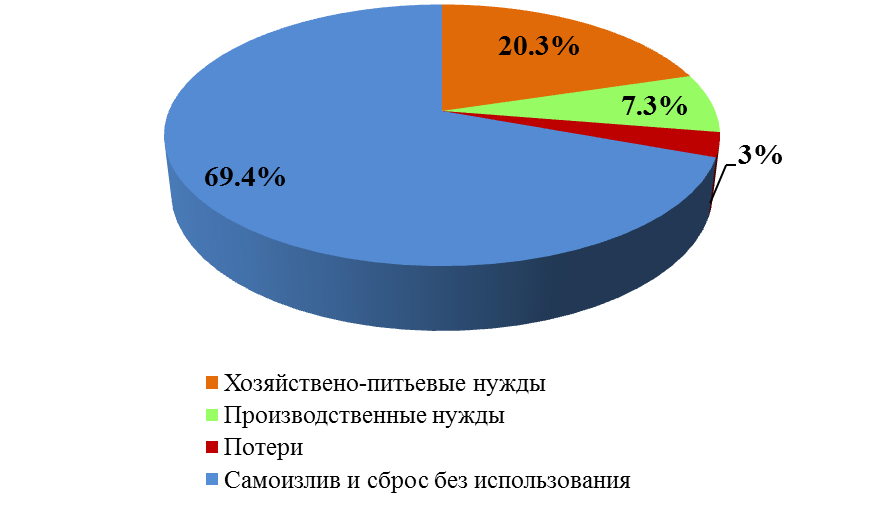 20.3%
7.3%
3%
69.4%
Хозяйствено-питьевые нужды
Производственные нужды
Потери
Самоизлив и сброс без использования